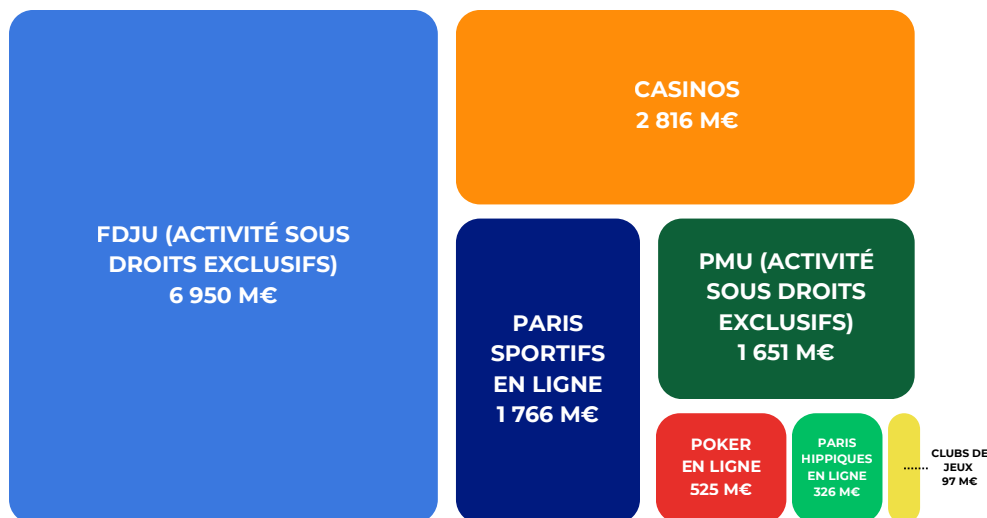 FDJU (ACTIVITÉ SOUS
DROITS EXCLUSIFS)
6 950 M€
CASINOS
2 816 M€
PARIS
SPORTIFS
EN LIGNE
1 766 M€
PMU (ACTIVITÉ
SOUS DROITS
EXCLUSIFS)
1 651 M€
POKER
EN LIGNE
525 M€
PARIS
HIPPIQUES
EN LIGNE
326 M€
CLUBS DE
JEUX
97 M€